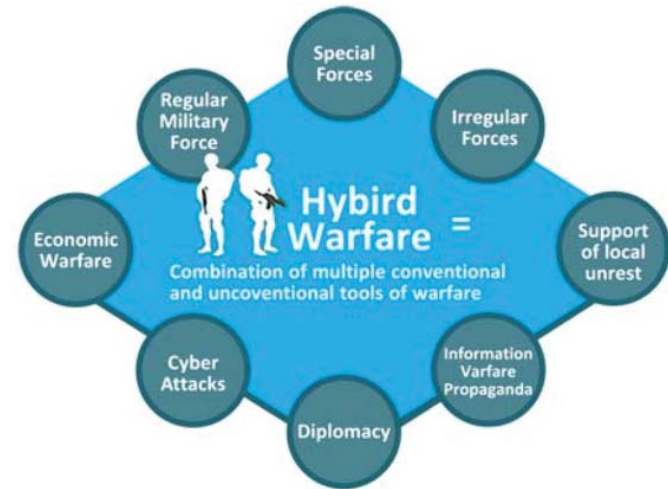 Special
Forces
Regular
Military
Force
Irregular
Forces
Hybird
Warfare =
Combination of multiple conventional
and uncoventional tools of warfare
Economic
Warfare
Support
of local
unrest
Cyber
Attacks
Information
Varfare
Propaganda
Diplomacy